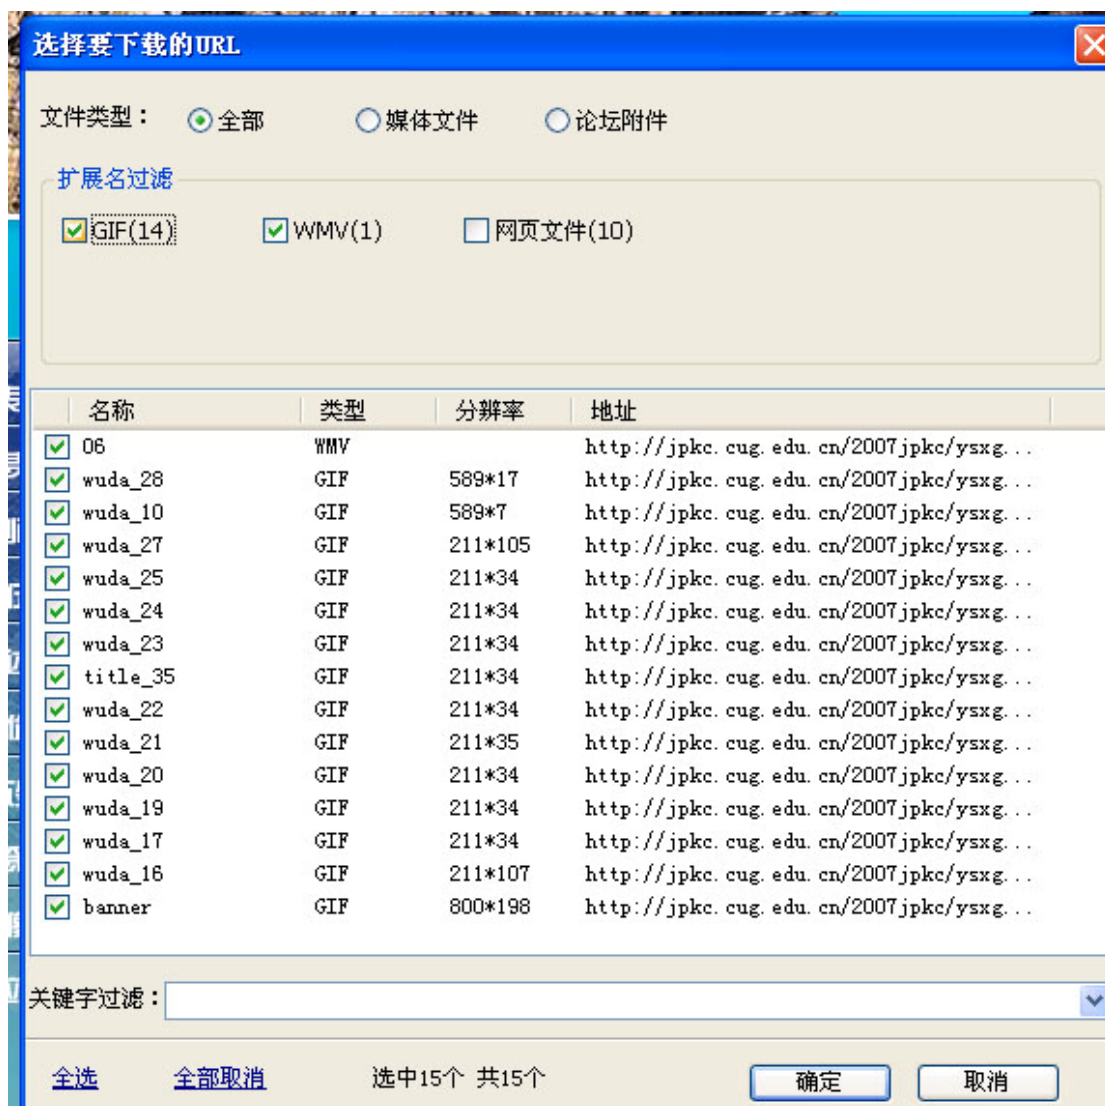 选择要下载的URL
文件类型： 全部 媒体文件 论坛附件
扩展名过滤
GIF(14) WMV(1) 网页文件(10)
名称 类型 分辨率 地址
06 WMV http://jpkc.cug.edu.cn/2007jpkc/ysxg...
wuda_28 GIF 589*17 http://jpkc.cug.edu.cn/2007jpkc/ysxg...
wuda_10 GIF 589*7 http://jpkc.cug.edu.cn/2007jpkc/ysxg...
wuda_27 GIF 211*105 http://jpkc.cug.edu.cn/2007jpkc/ysxg...
wuda_25 GIF 211*34 http://jpkc.cug.edu.cn/2007jpkc/ysxg...
wuda_24 GIF 211*34 http://jpkc.cug.edu.cn/2007jpkc/ysxg...
wuda_23 GIF 211*34 http://jpkc.cug.edu.cn/2007jpkc/ysxg...
title_35 GIF 211*34 http://jpkc.cug.edu.cn/2007jpkc/ysxg...
wuda_22 GIF 211*34 http://jpkc.cug.edu.cn/2007jpkc/ysxg...
wuda_21 GIF 211*35 http://jpkc.cug.edu.cn/2007jpkc/ysxg...
wuda_20 GIF 211*34 http://jpkc.cug.edu.cn/2007jpkc/ysxg...
wuda_19 GIF 211*34 http://jpkc.cug.edu.cn/2007jpkc/ysxg...
wuda_17 GIF 211*34 http://jpkc.cug.edu.cn/2007jpkc/ysxg...
wuda_16 GIF 211*107 http://jpkc.cug.edu.cn/2007jpkc/ysxg...
banner GIF 800*198 http://jpkc.cug.edu.cn/2007jpkc/ysxg...
关键字过滤：
全选 全部取消 选中15个 共15个 确定 取消